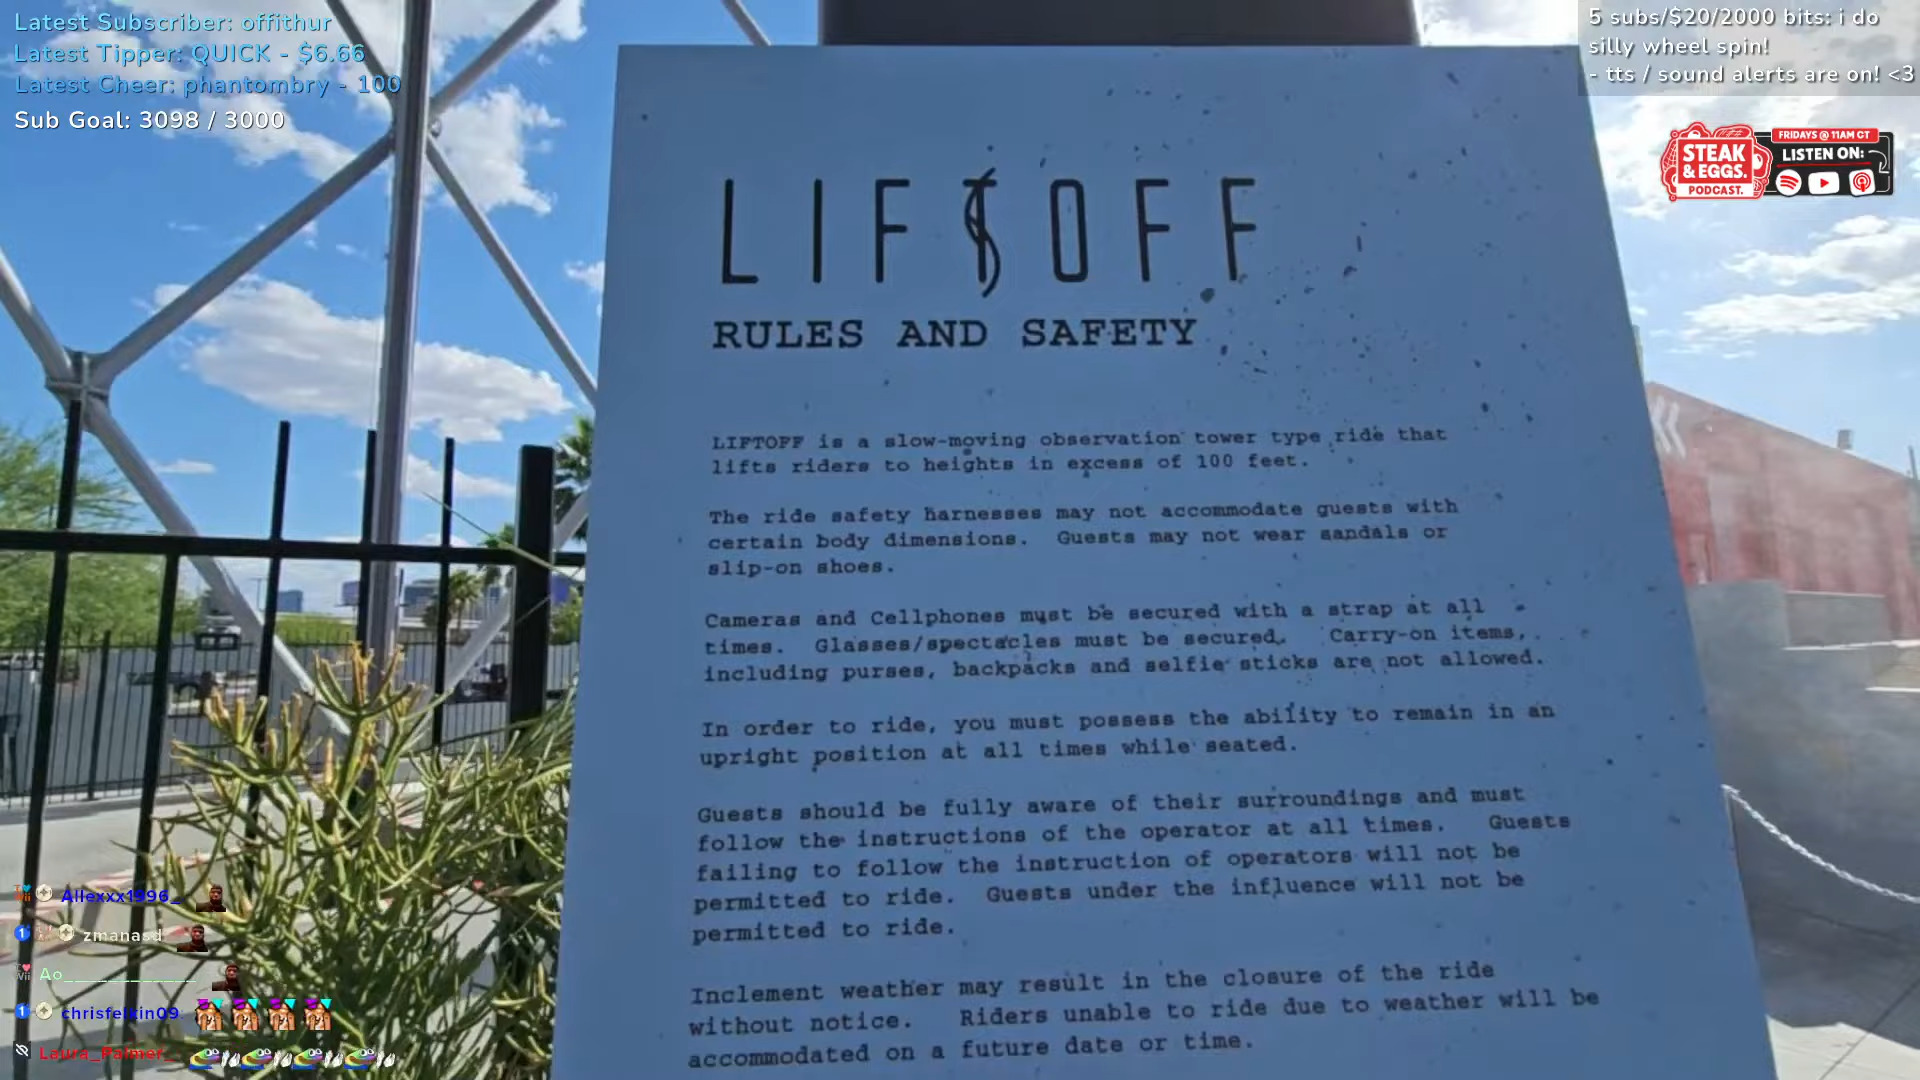 Latest Subscriber: offithur
Latest Tipper: QUICK - $6.66
Latest Cheer: phantombry - 100
Sub Goal: 3098 / 3000
5 subs/$20/2000 bits: i do
silly wheel spin!
- tts / sound alerts are on! <3
STEAK
& EGGS.
PODCAST.
FRIDAYS @ 11AM CT
LISTEN ON:
LIFTOFF
RULES AND SAFETY
LIFTOFF is a slow-moving observation tower type ride that
lifts riders to heights in excess of 100 feet.
The ride safety harnesses may not accommodate guests with
certain body dimensions. Guests may not wear sandals or
slip-on shoes.
Cameras and Cellphones must be secured with a strap at all
times. Glasses/spectacles must be secured. Carry-on items,
including purses, backpacks and selfie sticks are not allowed.
In order to ride, you must possess the ability to remain in an
upright position at all times while seated.
Guests should be fully aware of their surroundings and must
follow the instructions of the operator at all times. Guests
failing to follow the instruction of operators will not be
permitted to ride. Guests under the influence will not be
permitted to ride.
Inclement weather may result in the closure of the ride
without notice. Riders unable to ride due to weather will be
accommodated on a future date or time.
Allexxx1996_
zmanasd
chrisfelkin09
Laura_Palmer_